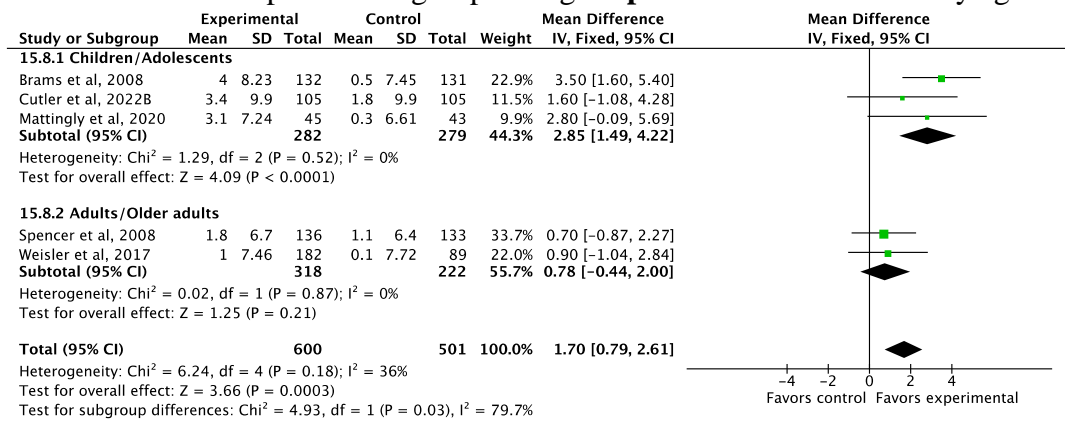 Experimental Control Mean Difference Mean Difference
Study or Subgroup Mean SD Total Mean SD Total Weight IV, Fixed, 95% CI IV, Fixed, 95% CI
15.8.1 Children/Adolescents
Brams et al, 2008 4 8.23 132 0.5 7.45 131 22.9% 3.50 [1.60, 5.40]
Cutler et al, 2022B 3.4 9.9 105 1.8 9.9 105 11.5% 1.60 [-1.08, 4.28]
Mattingly et al, 2020 3.1 7.24 45 0.3 6.61 43 9.9% 2.80 [-0.09, 5.69]
Subtotal (95% CI) 282 279 44.3% 2.85 [1.49, 4.22]
Heterogeneity: Chi² = 1.29, df = 2 (P = 0.52); I² = 0%
Test for overall effect: Z = 4.09 (P < 0.0001)
15.8.2 Adults/Older adults
Spencer et al, 2008 1.8 6.7 136 1.1 6.4 133 33.7% 0.70 [-0.87, 2.27]
Weisler et al, 2017 1 7.46 182 0.1 7.72 89 22.0% 0.90 [-1.04, 2.84]
Subtotal (95% CI) 318 222 55.7% 0.78 [-0.44, 2.00]
Heterogeneity: Chi² = 0.02, df = 1 (P = 0.87); I² = 0%
Test for overall effect: Z = 1.25 (P = 0.21)
Total (95% CI) 600 501 100.0% 1.70 [0.79, 2.61]
Heterogeneity: Chi² = 6.24, df = 4 (P = 0.18); I² = 36%
Test for overall effect: Z = 3.66 (P = 0.0003)
Test for subgroup differences: Chi² = 4.93, df = 1 (P = 0.03), I² = 79.7%
-4 -2 0 2 4
Favors control Favors experimental